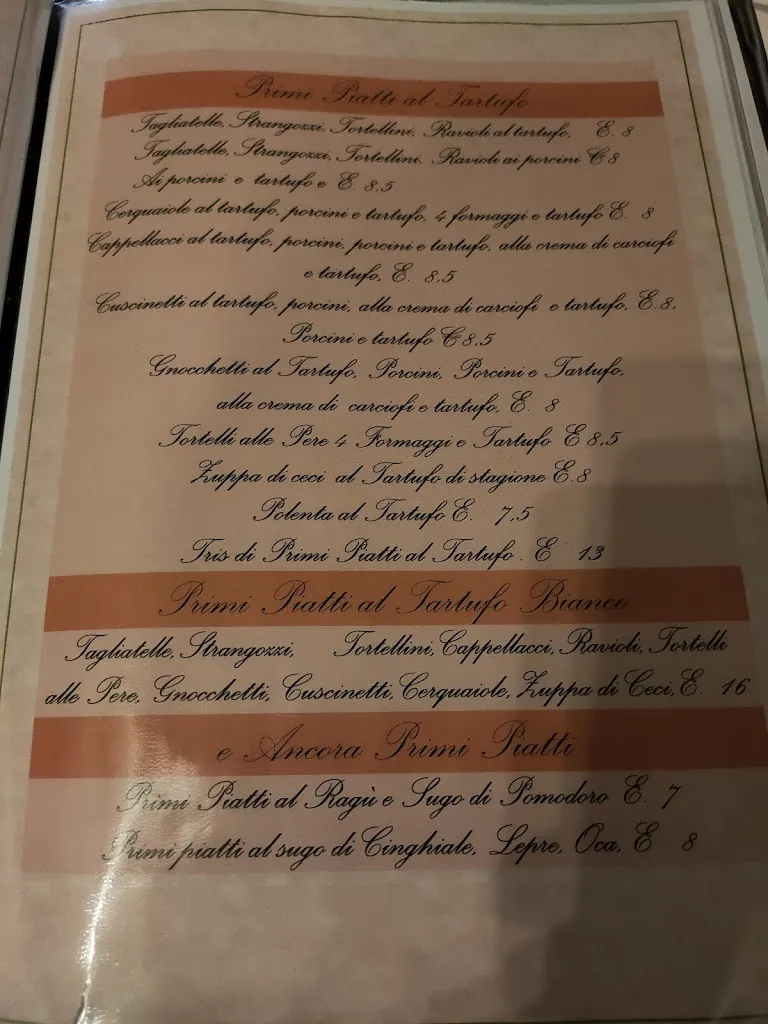 Primi Piatti al Tartufo
Tagliatelle, Strangozzi, Tortellini, Ravioli al tartufo, E. 8
Tagliatelle, Strangozzi, Tortellini, Ravioli ai porcini € 8
Ai porcini e tartufo e E. 8,5
Cerquaiole al tartufo, porcini e tartufo, 4 formaggi e tartufo E. 8
Cappellacci al tartufo, porcini, porcini e tartufo, alla crema di carciofi
e tartufo, E. 8,5
Cuscinetti al tartufo, porcini, alla crema di carciofi e tartufo, E.8,
Porcini e tartufo € 8,5
Gnocchetti al Tartufo, Porcini, Porcini e Tartufo,
alla crema di carciofi e tartufo, E. 8
Tortelli alle Pere 4 Formaggi e Tartufo E 8,5
Zuppa di ceci al Tartufo di stagione E.8
Polenta al Tartufo E. 7,5
Tris di Primi Piatti al Tartufo . E 13
Primi Piatti al Tartufo Bianco
Tagliatelle, Strangozzi, Tortellini, Cappellacci, Ravioli, Tortelli
alle Pere, Gnocchetti, Cuscinetti, Cerquaiole, Zuppa di Ceci, E. 16
e Ancora Primi Piatti
Primi Piatti al Ragù e Sugo di Pomodoro E. 7
Primi piatti al sugo di Cinghiale, Lepre, Oca, E 8